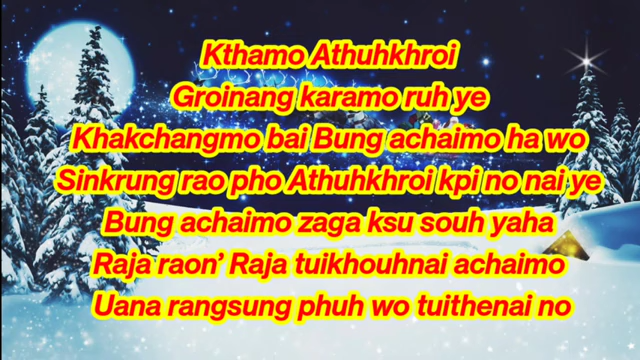 Kthamo Athuhkhroi
Groinang karamo ruh ye
Khakchangmo bai Bung achaimo ha wo
Sinkrung rao pho Athuhkhroi kpi no nai ye
Bung achaimo zaga ksu souh yaha
Raja raon’ Raja tuikhouhnai achaimo
Uana rangsung phuh wo tuithenai no